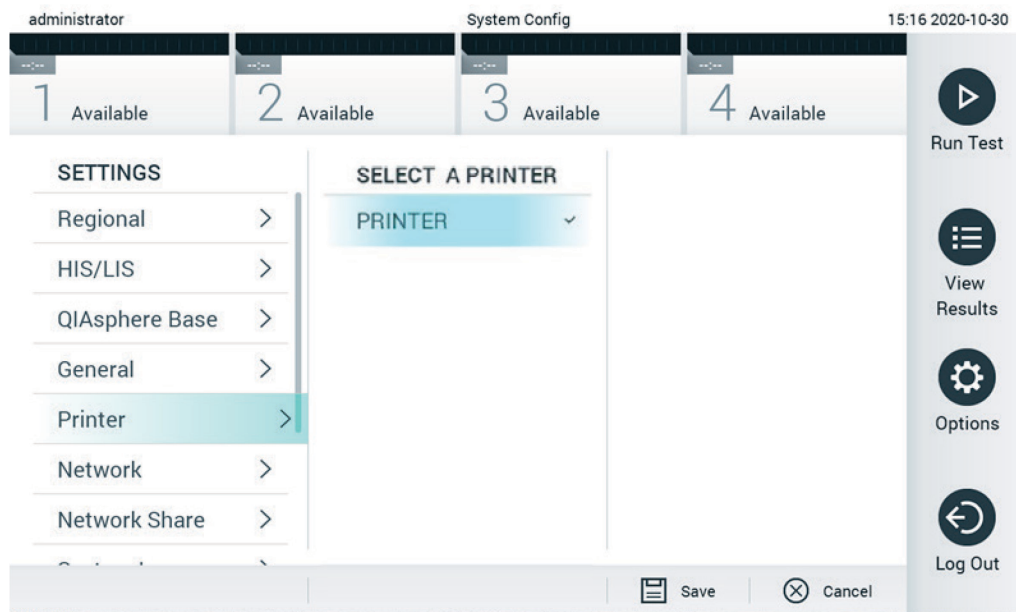 administrator
System Config
15:16 2020-10-30
--:--
--:--
--:--
--:--
1 Available
2 Available
3 Available
4 Available
Run Test
SETTINGS
Regional
HIS/LIS
QIAsphere Base
General
Printer
Network
Network Share
SELECT A PRINTER
PRINTER
View
Results
Options
Log Out
Save
Cancel